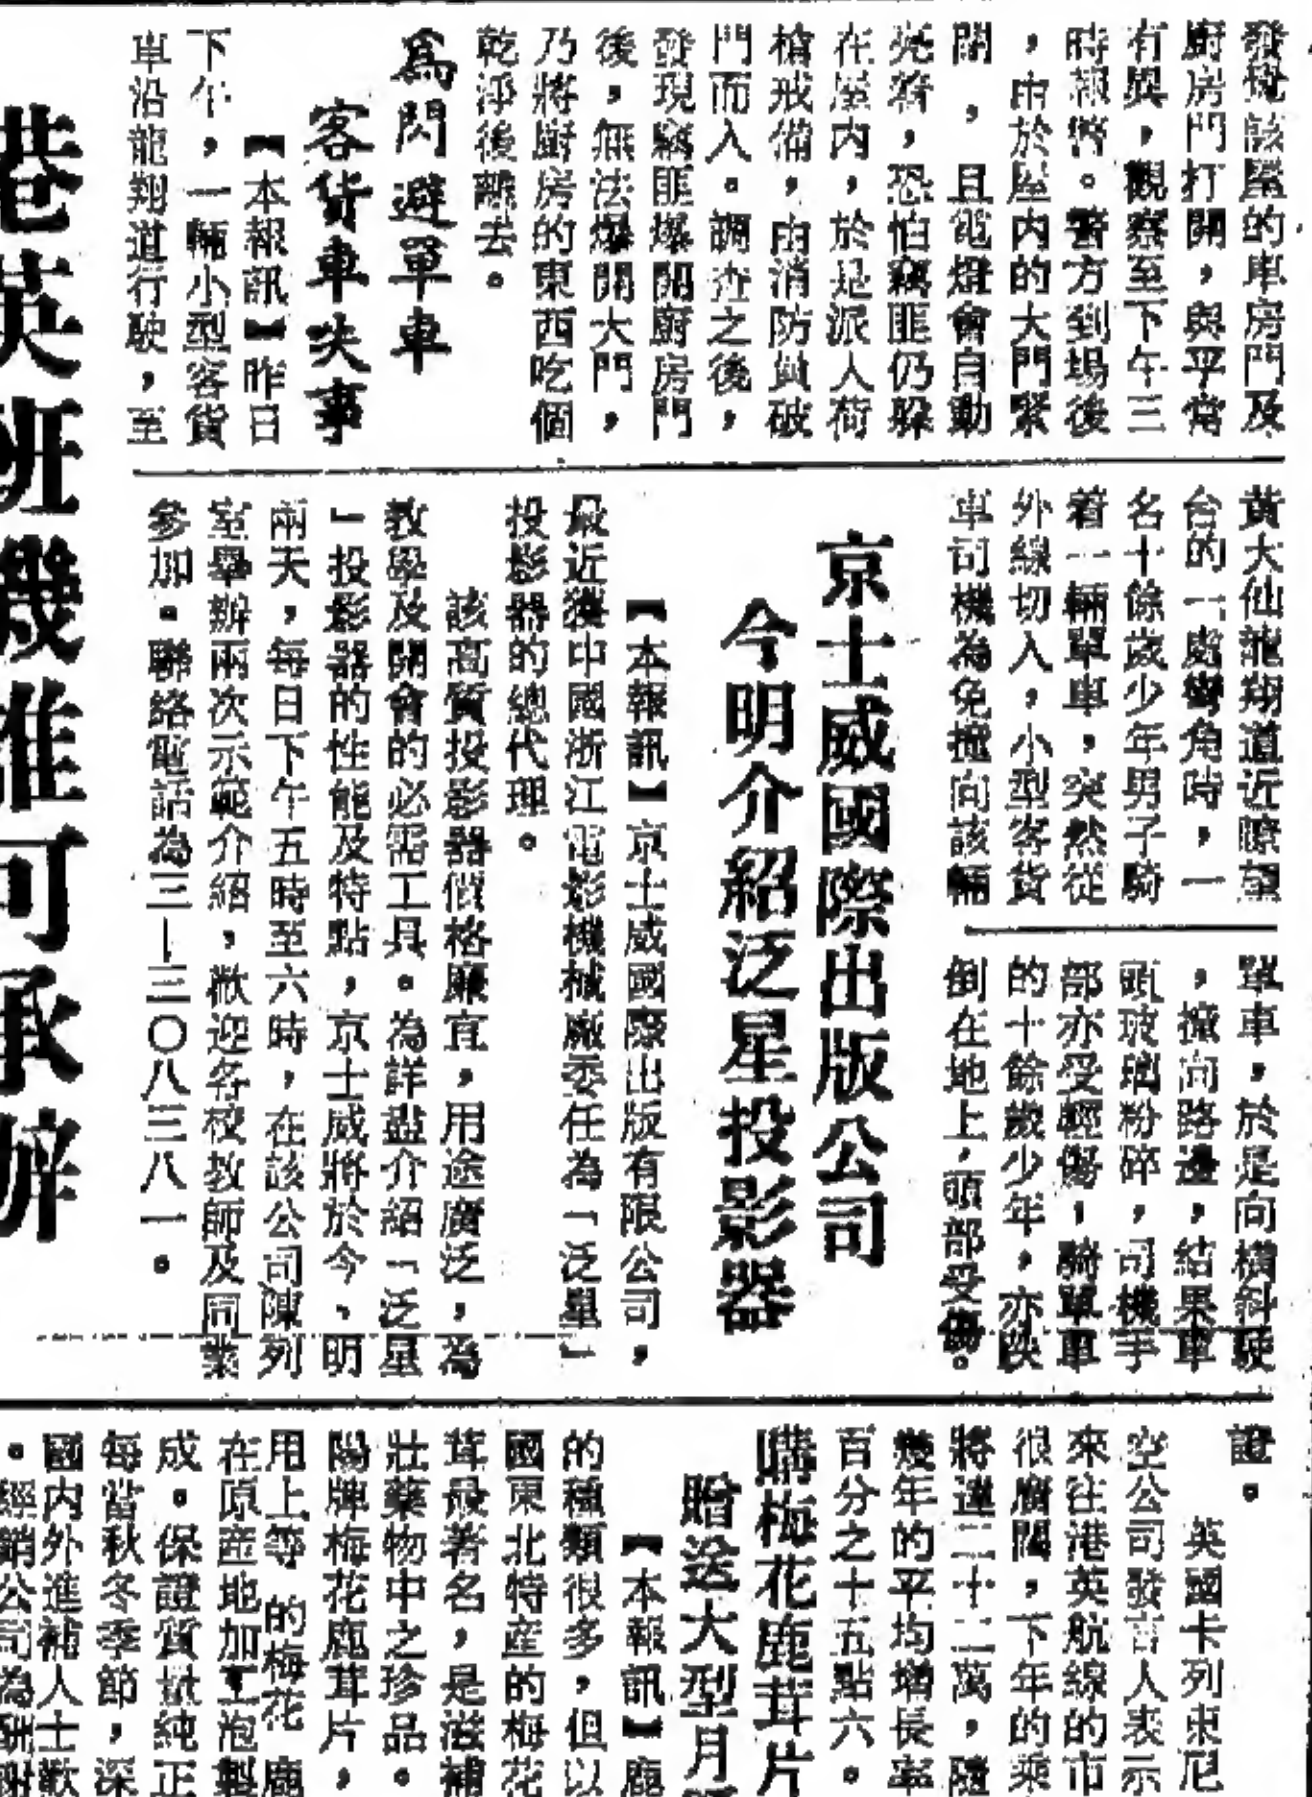 發覺該屋的車房門及
廚房門打開，與平常
有異，觀察至下午三
時報警。警方到場後
，由於屋內的大門緊
閉，且電燈會自動
亮着，恐怕竊匪仍躲
在屋內，於是派人荷
槍戒備，由消防員破
門而入。調查之後，
發現竊匪爆開廚房門
後，無法爆開大門，
乃將廚房的東西吃個
乾淨後離去。
為閃避單車
客貨車失事
【本報訊】昨日
下午，一輛小型客貨
車沿龍翔道行駛，至
黃大仙龍翔道近瞭望
台的一處彎角時，一
名十餘歲少年男子騎
着一輛單車，突然從
外線切入，小型客貨
車司機為免撞向該輛
單車，於是向橫斜駛
，撞向路邊，結果車
頭玻璃粉碎，司機手
部亦受輕傷，騎單車
的十餘歲少年，亦跌
倒在地上，頭部受傷。
京士威國際出版公司
今明介紹泛星投影器
【本報訊】京士威國際出版有限公司，
最近獲中國浙江電影機械廠委任為「泛星」
投影器的總代理。
該高質投影器價格廉宜，用途廣泛，為
教學及開會的必需工具。為詳盡介紹「泛星
」投影器的性能及特點，京士威將於今、明
兩天，每日下午五時至六時，在該公司陳列
室舉辦兩次示範介紹，歡迎各校教師及同業
參加。聯絡電話為三—三〇八三八一。
港英班機誰可承辦
證。
英國卡列東尼
空公司發言人表示
來往港英航線的市
很廣闊，下年的乘
將達二十二萬，隨
幾年的平均增長率
百分之十五點六。
購梅花鹿茸片
贈送大型月
【本報訊】鹿
的種類很多，但以
國東北特產的梅花
茸最著名，是滋補
壯藥物中之珍品。
陽牌梅花鹿茸片，
用上等的梅花鹿
在原產地加工泡製
成。保證質量純正
每當秋冬季節，深
國內外進補人士歡
。經銷公司為酬謝